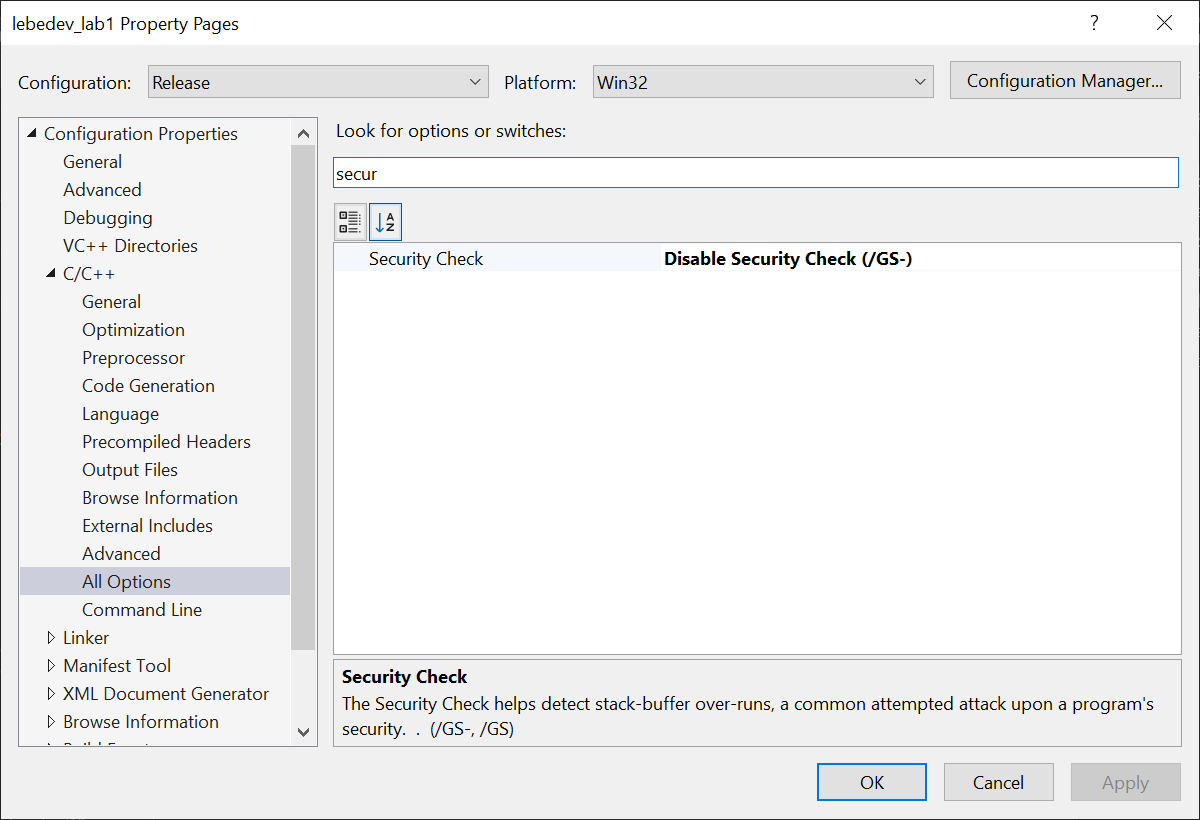 lebedev_lab1 Property Pages
?
Configuration: Release Platform: Win32 Configuration Manager...
Configuration Properties
General
Advanced
Debugging
VC++ Directories
C/C++
General
Optimization
Preprocessor
Code Generation
Language
Precompiled Headers
Output Files
Browse Information
External Includes
Advanced
All Options
Command Line
Linker
Manifest Tool
XML Document Generator
Browse Information
Look for options or switches:
secur
A
Z
Security Check Disable Security Check (/GS-)
Security Check
The Security Check helps detect stack-buffer over-runs, a common attempted attack upon a program's
security. . (/GS-, /GS)
OK Cancel Apply